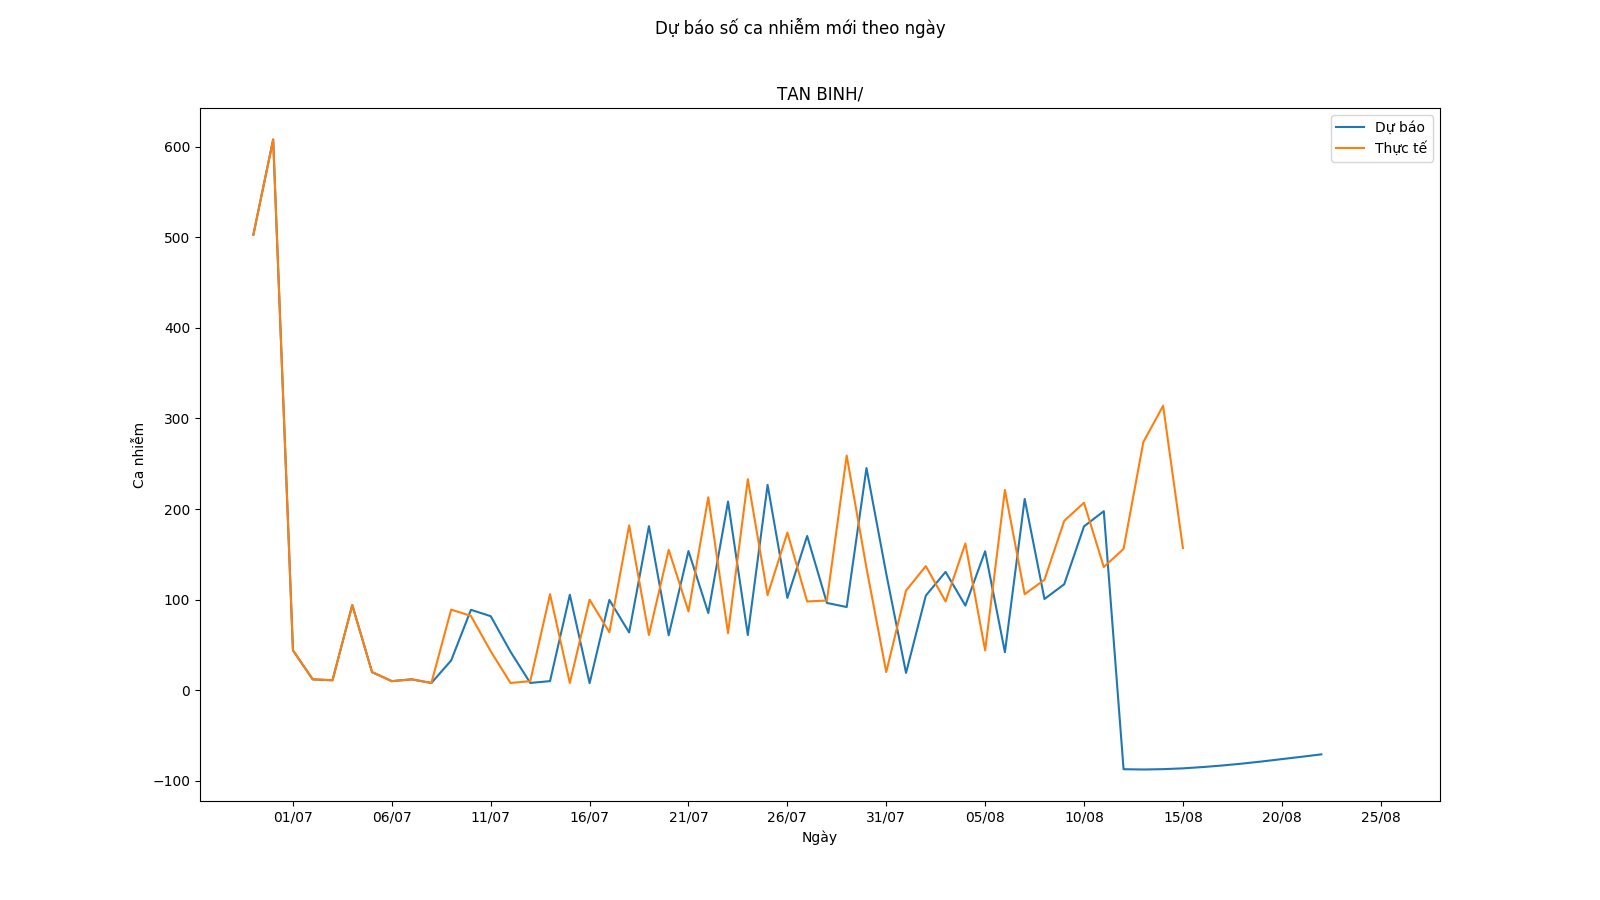 Dự báo số ca nhiễm mới theo ngày
TAN BINH/
Dự báo
Thực tế
600
500
400
300
200
100
0
−100
Ca nhiễm
01/07 06/07 11/07 16/07 21/07 26/07 31/07 05/08 10/08 15/08 20/08 25/08
Ngày